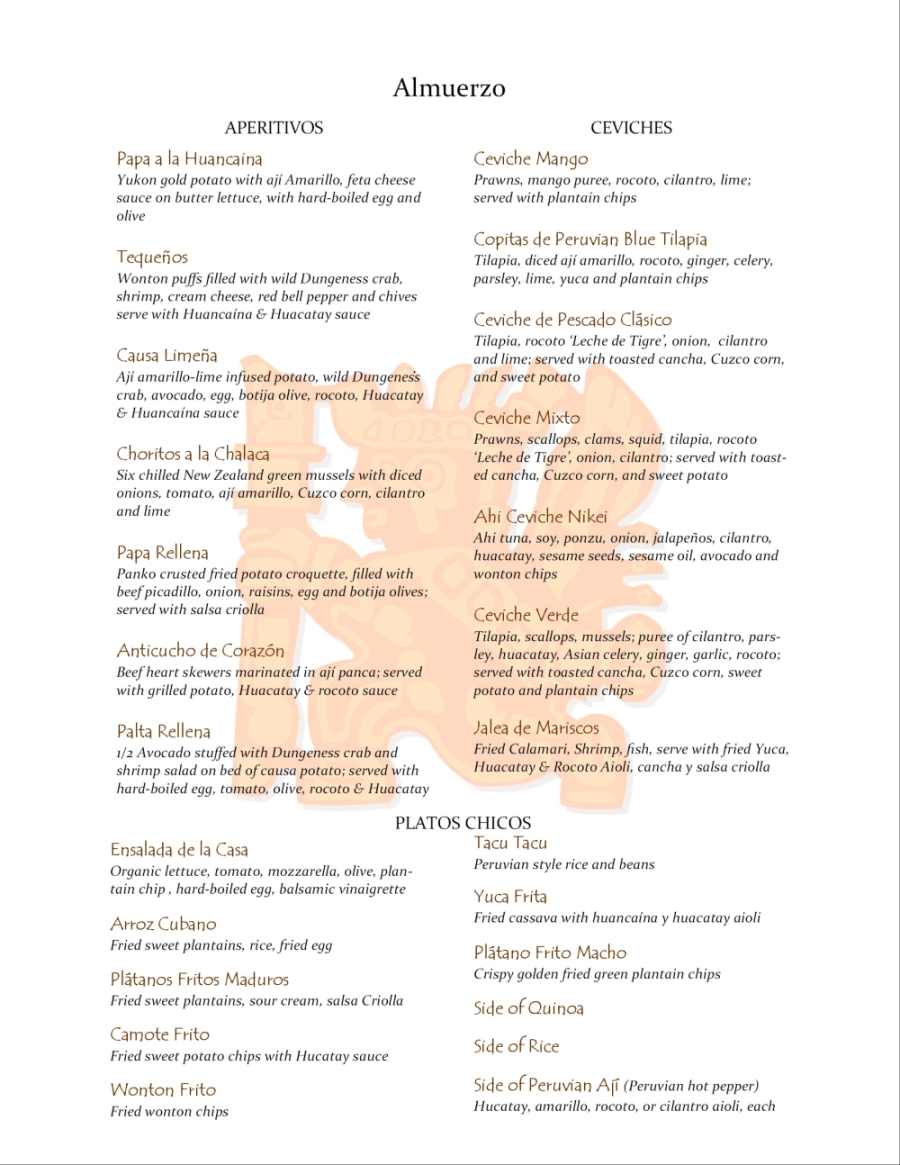 Almuerzo
APERITIVOS
Papa a la Huancaina
Yukon gold potato with ají Amarillo, feta cheese
sauce on butter lettuce, with hard-boiled egg and
olive
Tequeños
Wonton puffs filled with wild Dungeness crab,
shrimp, cream cheese, red bell pepper and chives
serve with Huancaína & Huacatay sauce
Causa Limeña
Ají amarillo-lime infused potato, wild Dungeness
crab, avocado, egg, botija olive, rocoto, Huacatay
& Huancaína sauce
Choritos a la Chalaca
Six chilled New Zealand green mussels with diced
onions, tomato, ají amarillo, Cuzco corn, cilantro
and lime
Papa Rellena
Panko crusted fried potato croquette, filled with
beef picadillo, onion, raisins, egg and botija olives;
served with salsa criolla
Anticucho de Corazón
Beef heart skewers marinated in ají panca; served
with grilled potato, Huacatay & rocoto sauce
Palta Rellena
1/2 Avocado stuffed with Dungeness crab and
shrimp salad on bed of causa potato; served with
hard-boiled egg, tomato, olive, rocoto & Huacatay
CEVICHES
Ceviche Mango
Prawns, mango puree, rocoto, cilantro, lime;
served with plantain chips
Copitas de Peruvian Blue Tilapia
Tilapia, diced ají amarillo, rocoto, ginger, celery,
parsley, lime, yuca and plantain chips
Ceviche de Pescado Clásico
Tilapia, rocoto ‘Leche de Tigre’, onion, cilantro
and lime; served with toasted cancha, Cuzco corn,
and sweet potato
Ceviche Mixto
Prawns, scallops, clams, squid, tilapia, rocoto
‘Leche de Tigre’, onion, cilantro; served with toast-
ed cancha, Cuzco corn, and sweet potato
Ahi Ceviche Nikei
Ahi tuna, soy, ponzu, onion, jalapeños, cilantro,
huacatay, sesame seeds, sesame oil, avocado and
wonton chips
Ceviche Verde
Tilapia, scallops, mussels; puree of cilantro, pars-
ley, huacatay, Asian celery, ginger, garlic, rocoto;
served with toasted cancha, Cuzco corn, sweet
potato and plantain chips
Jalea de Mariscos
Fried Calamari, Shrimp, fish, serve with fried Yuca,
Huacatay & Rocoto Aioli, cancha y salsa criolla
PLATOS CHICOS
Ensalada de la Casa
Organic lettuce, tomato, mozzarella, olive, plan-
tain chip , hard-boiled egg, balsamic vinaigrette
Arroz Cubano
Fried sweet plantains, rice, fried egg
Plátanos Fritos Maduros
Fried sweet plantains, sour cream, salsa Criolla
Camote Frito
Fried sweet potato chips with Hucatay sauce
Wonton Frito
Fried wonton chips
Tacu Tacu
Peruvian style rice and beans
Yuca Frita
Fried cassava with huancaína y huacatay aioli
Plátano Frito Macho
Crispy golden fried green plantain chips
Side of Quinoa
Side of Rice
Side of Peruvian Ají (Peruvian hot pepper)
Hucatay, amarillo, rocoto, or cilantro aioli, each